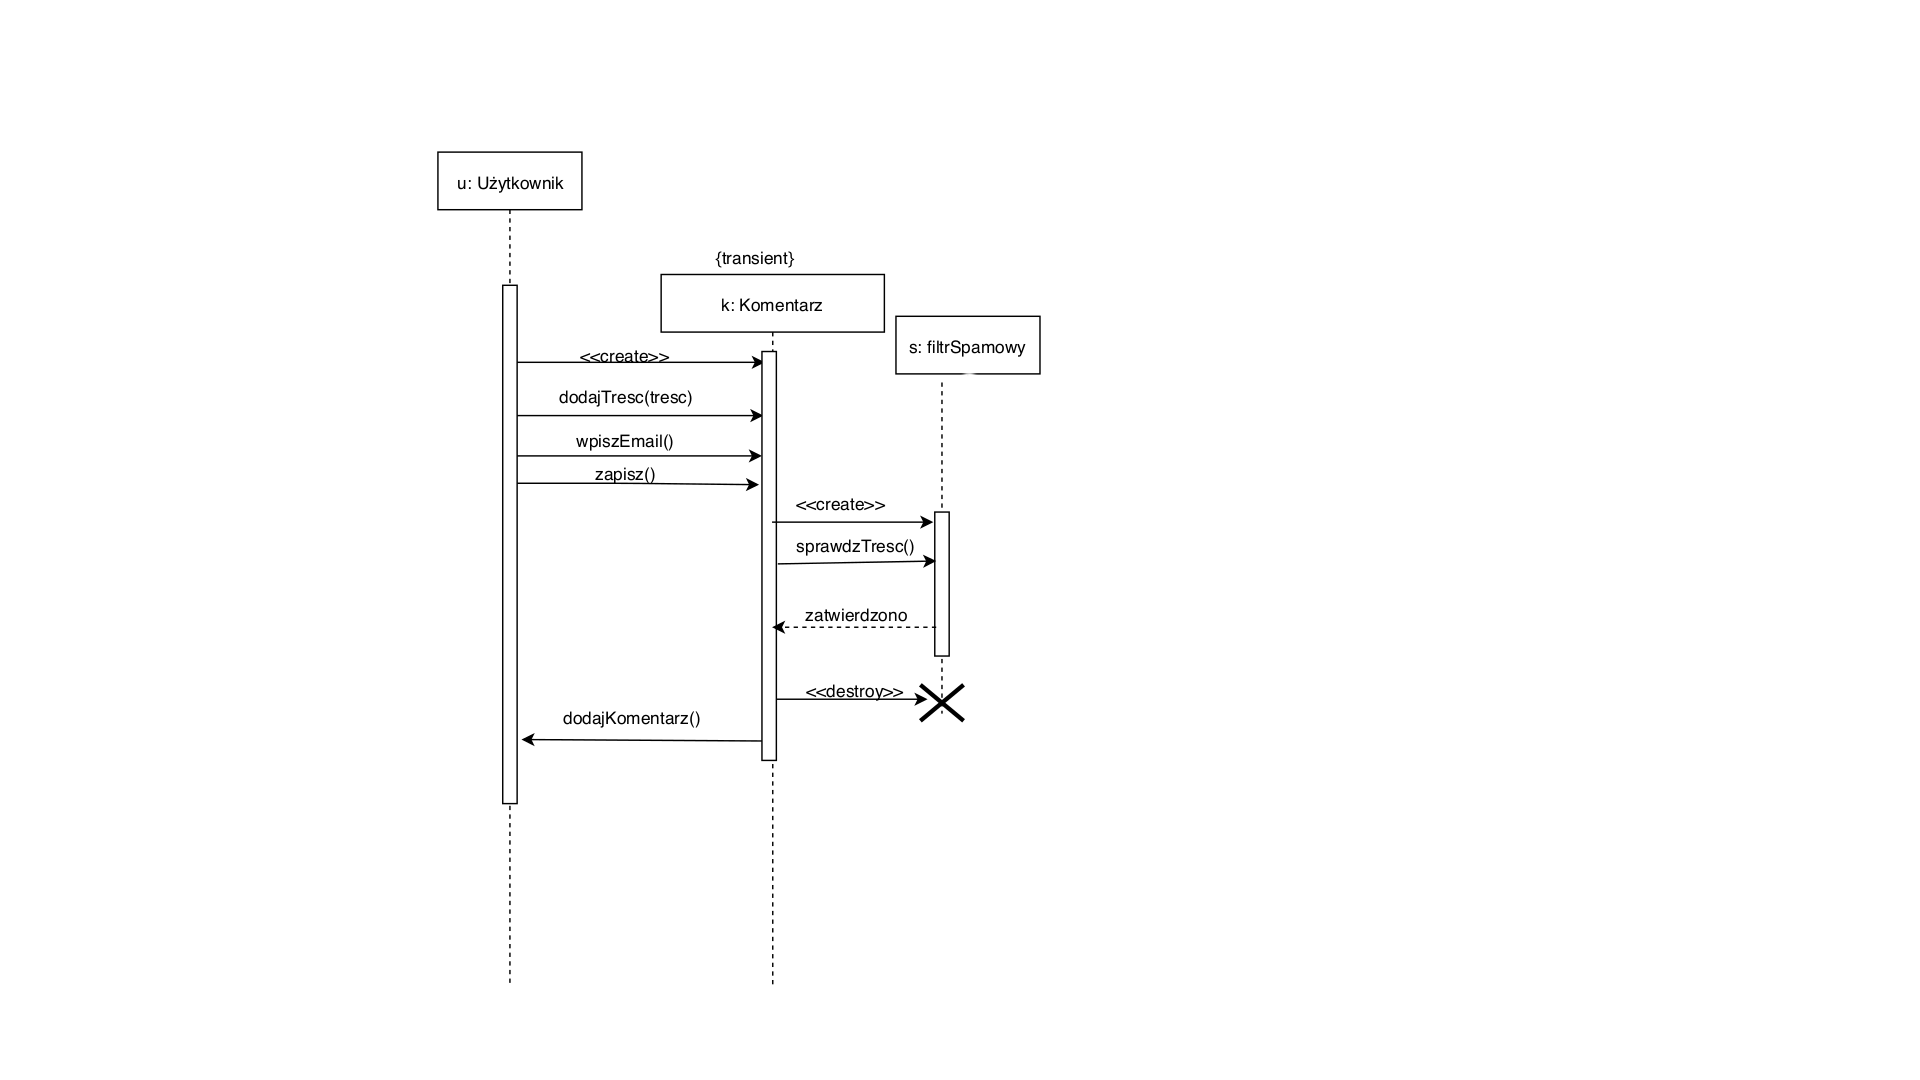 u: Użytkownik
{transient}
k: Komentarz
s: filtrSpamowy
<<create>>
dodajTresc(tresc)
wpiszEmail()
zapisz()
<<create>>
sprawdzTresc()
zatwierdzono
<<destroy>>
dodajKomentarz()